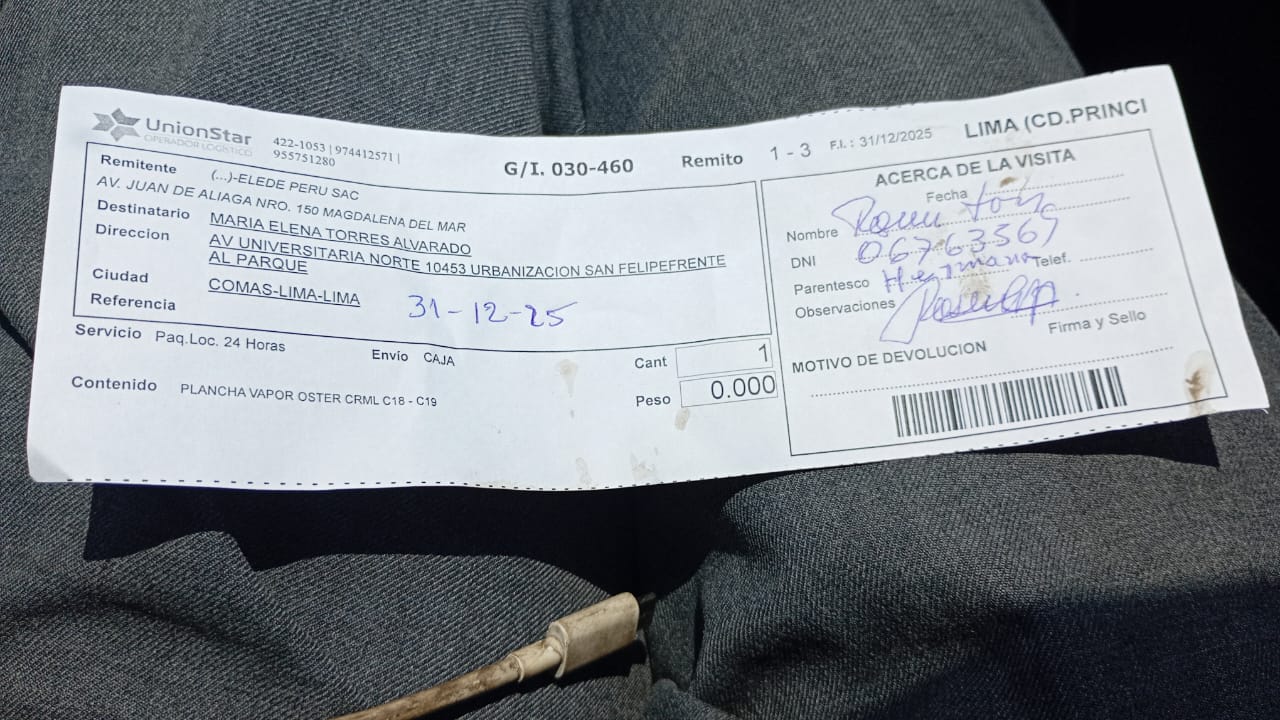 UnionStar
OPERADOR LOGÍSTICO
422-1053 | 974412571 |
955751280
G/I. 030-460
Remito 1 - 3
F.I. : 31/12/2025
LIMA (CD.PRINCI
Remitente (...)-ELEDE PERU SAC
AV. JUAN DE ALIAGA NRO. 150 MAGDALENA DEL MAR
Destinatario MARIA ELENA TORRES ALVARADO
Direccion AV UNIVERSITARIA NORTE 10453 URBANIZACION SAN FELIPEFRENTE
AL PARQUE
Ciudad COMAS-LIMA-LIMA
Referencia
31-12-25
Servicio Paq.Loc. 24 Horas
Envío CAJA
Cant 1
Peso 0.000
Contenido PLANCHA VAPOR OSTER CRML C18 - C19
ACERCA DE LA VISITA
Fecha
Nombre
DNI 06763569
Parentesco Hermana Telef.
Observaciones
Firma y Sello
MOTIVO DE DEVOLUCION